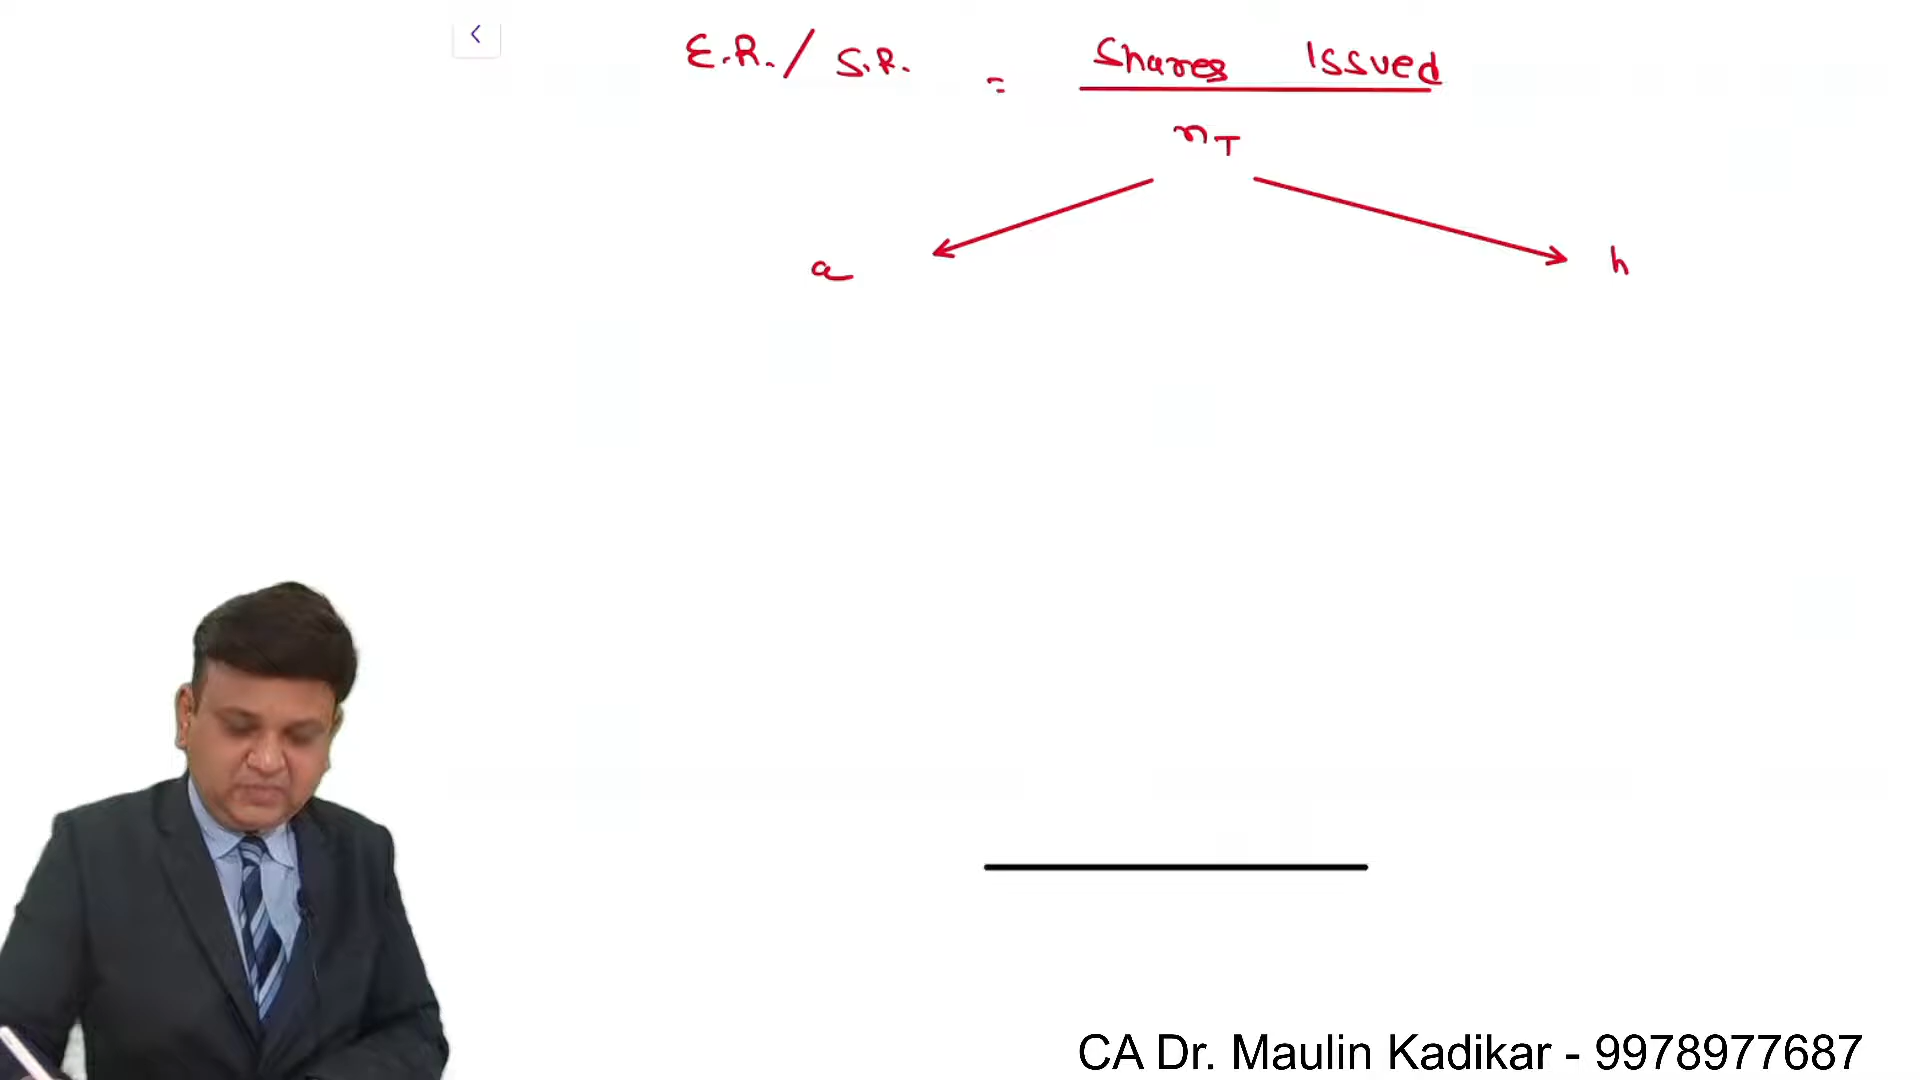 E.R. / S.R. = Shares Issued
nT
a h
CA Dr. Maulin Kadikar - 9978977687